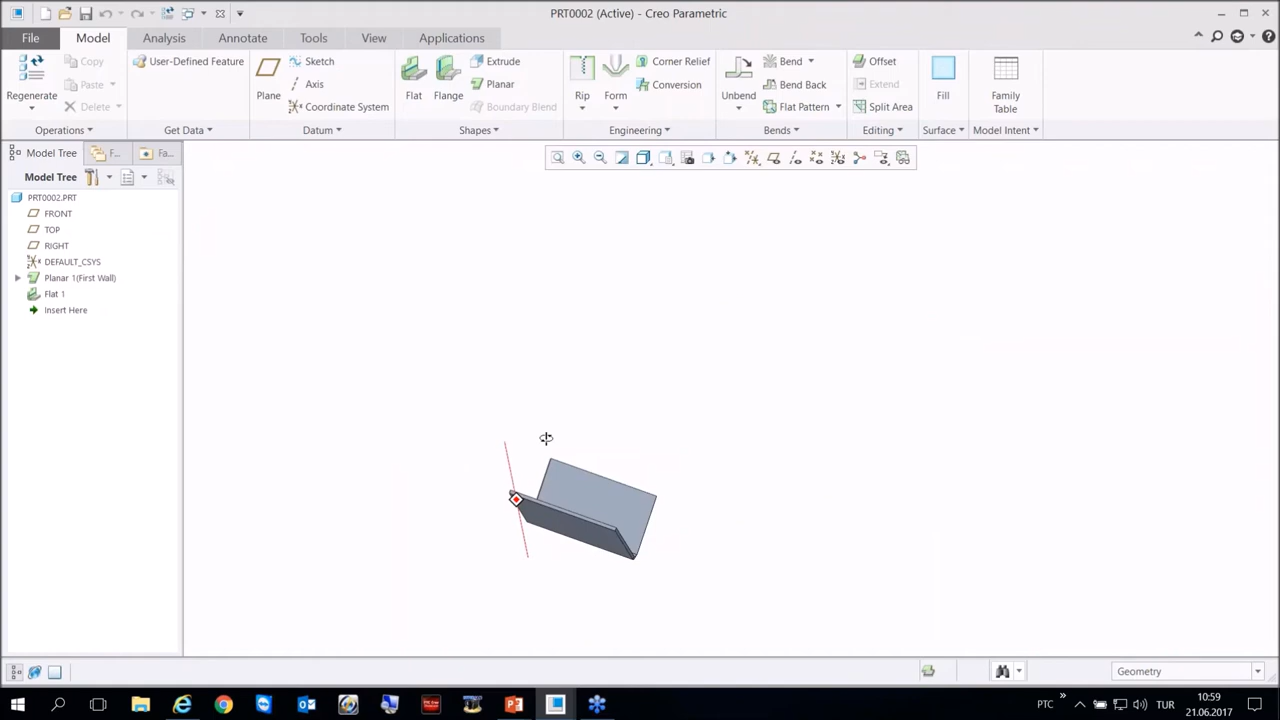 PRT0002 (Active) - Creo Parametric
File Model Analysis Annotate Tools View Applications
Regenerate
Copy
Paste
Delete
Operations
User-Defined Feature
Get Data
Plane
Sketch
Axis
Coordinate System
Datum
Flat
Flange
Extrude
Planar
Boundary Blend
Shapes
Rip
Form
Corner Relief
Conversion
Engineering
Unbend
Bend
Bend Back
Flat Pattern
Bends
Offset
Extend
Split Area
Editing
Fill
Surface
Family
Table
Model Intent
Model Tree F... Fa...
Model Tree
PRT0002.PRT
FRONT
TOP
RIGHT
DEFAULT_CSYS
Planar 1(First Wall)
Flat 1
Insert Here
Geometry
PTC TUR 10:59
21.06.2017